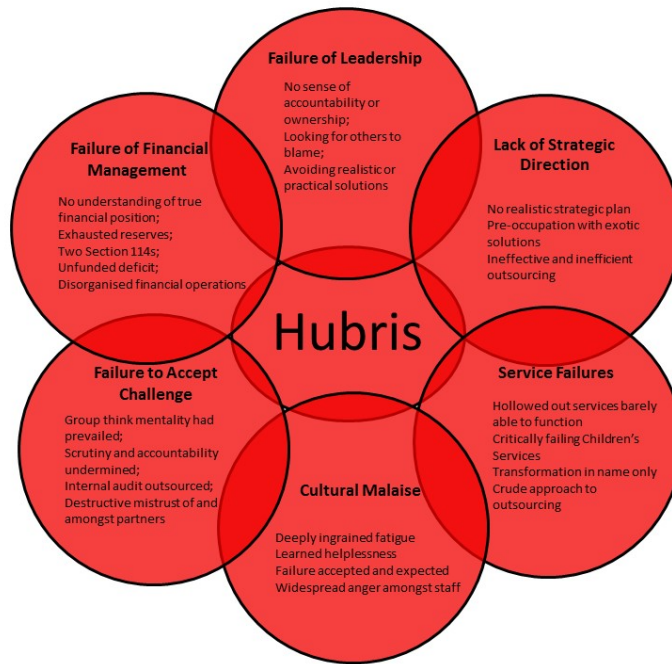 Failure of Leadership
No sense of
accountability or
ownership;
Looking for others to
blame;
Avoiding realistic or
practical solutions
Failure of Financial
Management
No understanding of true
financial position;
Exhausted reserves;
Two Section 114s;
Unfunded deficit;
Disorganised financial operations
Lack of Strategic
Direction
No realistic strategic plan
Pre-occupation with exotic
solutions
Ineffective and inefficient
outsourcing
Hubris
Failure to Accept
Challenge
Group think mentality had
prevailed;
Scrutiny and accountability
undermined;
Internal audit outsourced;
Destructive mistrust of and
amongst partners
Service Failures
Hollowed out services barely
able to function
Critically failing Children's
Services
Transformation in name only
Crude approach to
outsourcing
Cultural Malaise
Deeply ingrained fatigue
Learned helplessness
Failure accepted and expected
Widespread anger amongst staff